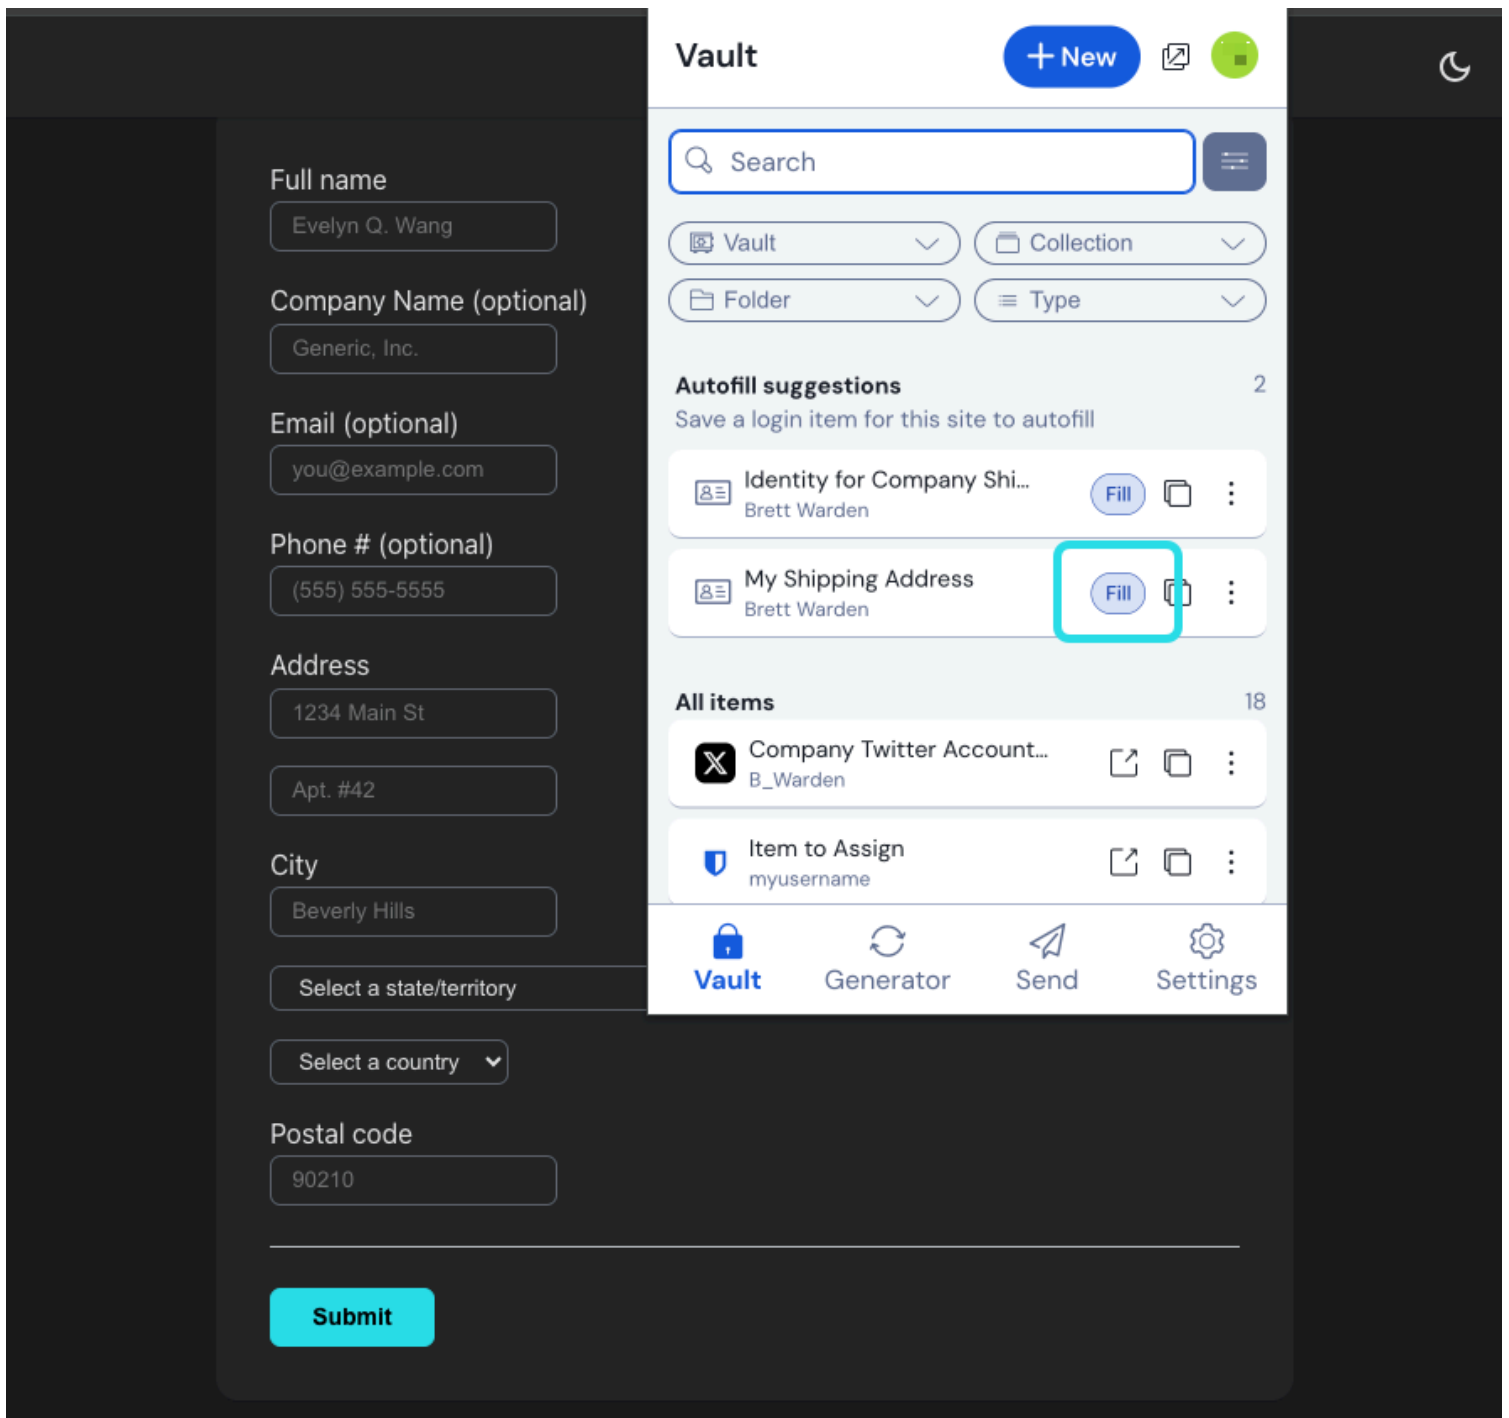 Full name
Evelyn Q. Wang
Company Name (optional)
Generic, Inc.
Email (optional)
you@example.com
Phone # (optional)
(555) 555-5555
Address
1234 Main St
Apt. #42
City
Beverly Hills
Select a state/territory
Select a country
Postal code
90210
Submit
Vault
New
Search
Vault
Collection
Folder
Type
Autofill suggestions 2
Save a login item for this site to autofill
Identity for Company Shi...
Brett Warden
Fill
My Shipping Address
Brett Warden
Fill
All items 18
Company Twitter Account...
B_Warden
Item to Assign
myusername
Vault Generator Send Settings